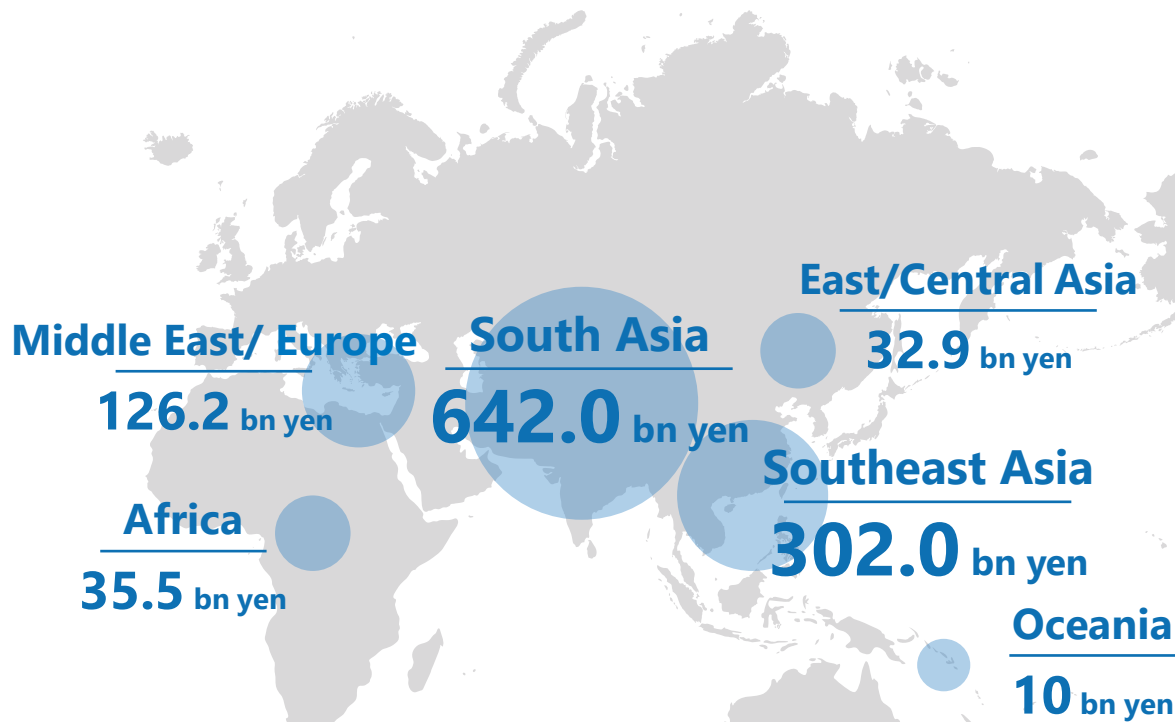 East/Central Asia
32.9 bn yen
Middle East/ Europe
126.2 bn yen
South Asia
642.0 bn yen
Southeast Asia
302.0 bn yen
Africa
35.5 bn yen
Oceania
10 bn yen